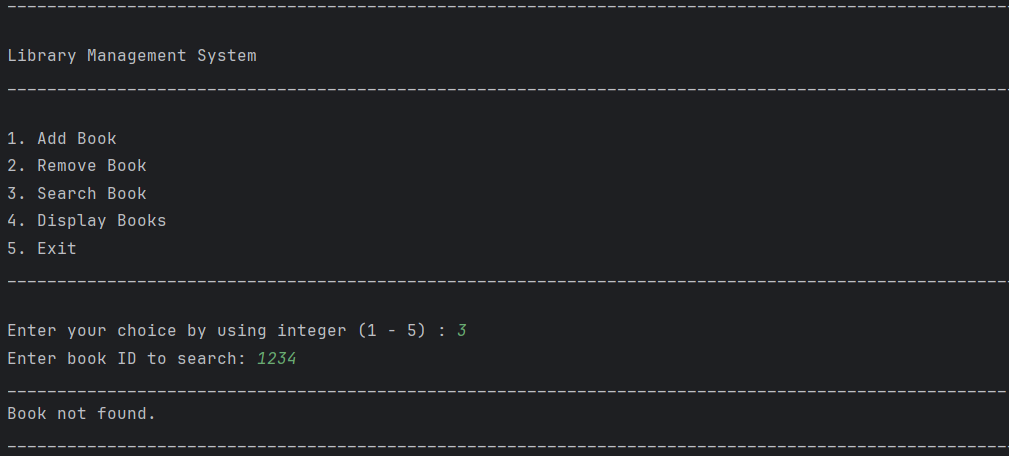 Library Management System
1. Add Book
2. Remove Book
3. Search Book
4. Display Books
5. Exit
Enter your choice by using integer (1 - 5) : 3
Enter book ID to search: 1234
Book not found.